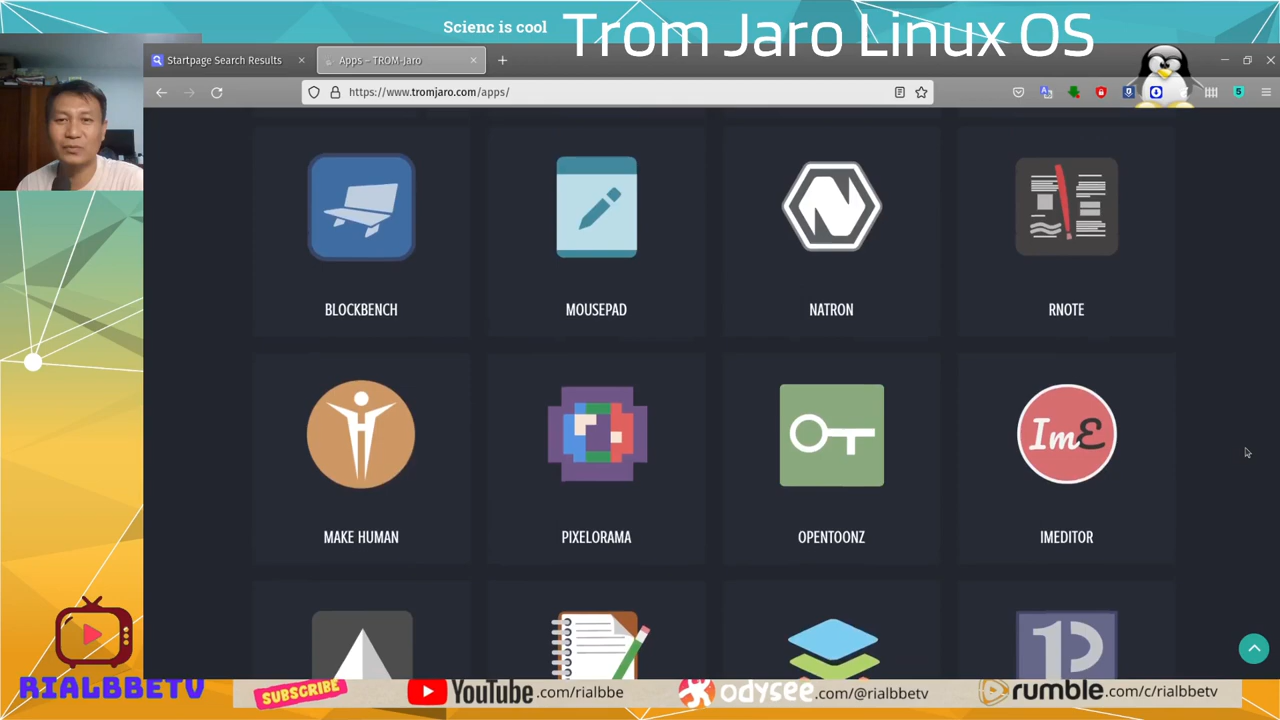 Scienc is cool
Trom Jaro Linux OS
Startpage Search Results
Apps – TROM-Jaro
https://www.tromjaro.com/apps/
5
BLOCKBENCH
MOUSEPAD
NATRON
RNOTE
ImE
MAKE HUMAN
PIXELORAMA
OPENTOONZ
IMEDITOR
RIALBBETV
SUBSCRIBE
YouTube.com/rialbbe
odysee.com/@rialbbetv
rumble.com/c/rialbbetv